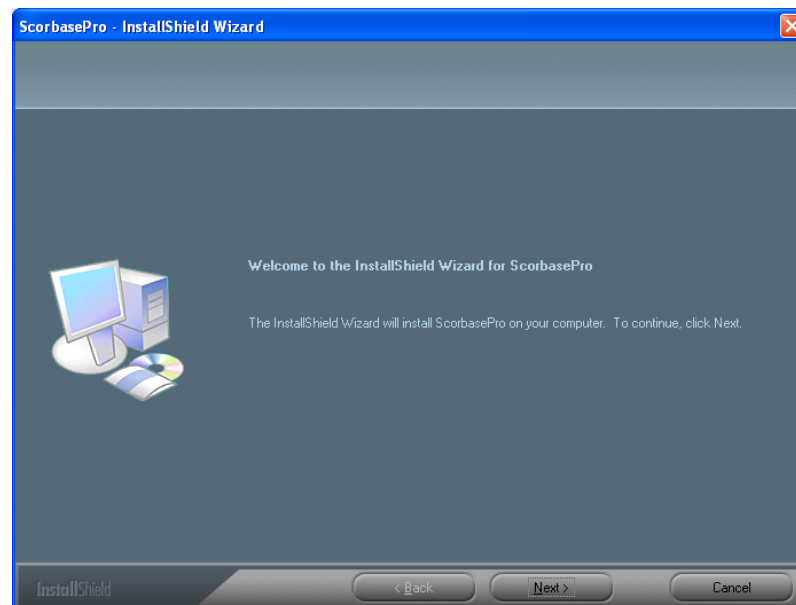 ScorbasePro - InstallShield Wizard
Welcome to the InstallShield Wizard for ScorbasePro
The InstallShield Wizard will install ScorbasePro on your computer. To continue, click Next.
InstallShield
< Back
Next >
Cancel